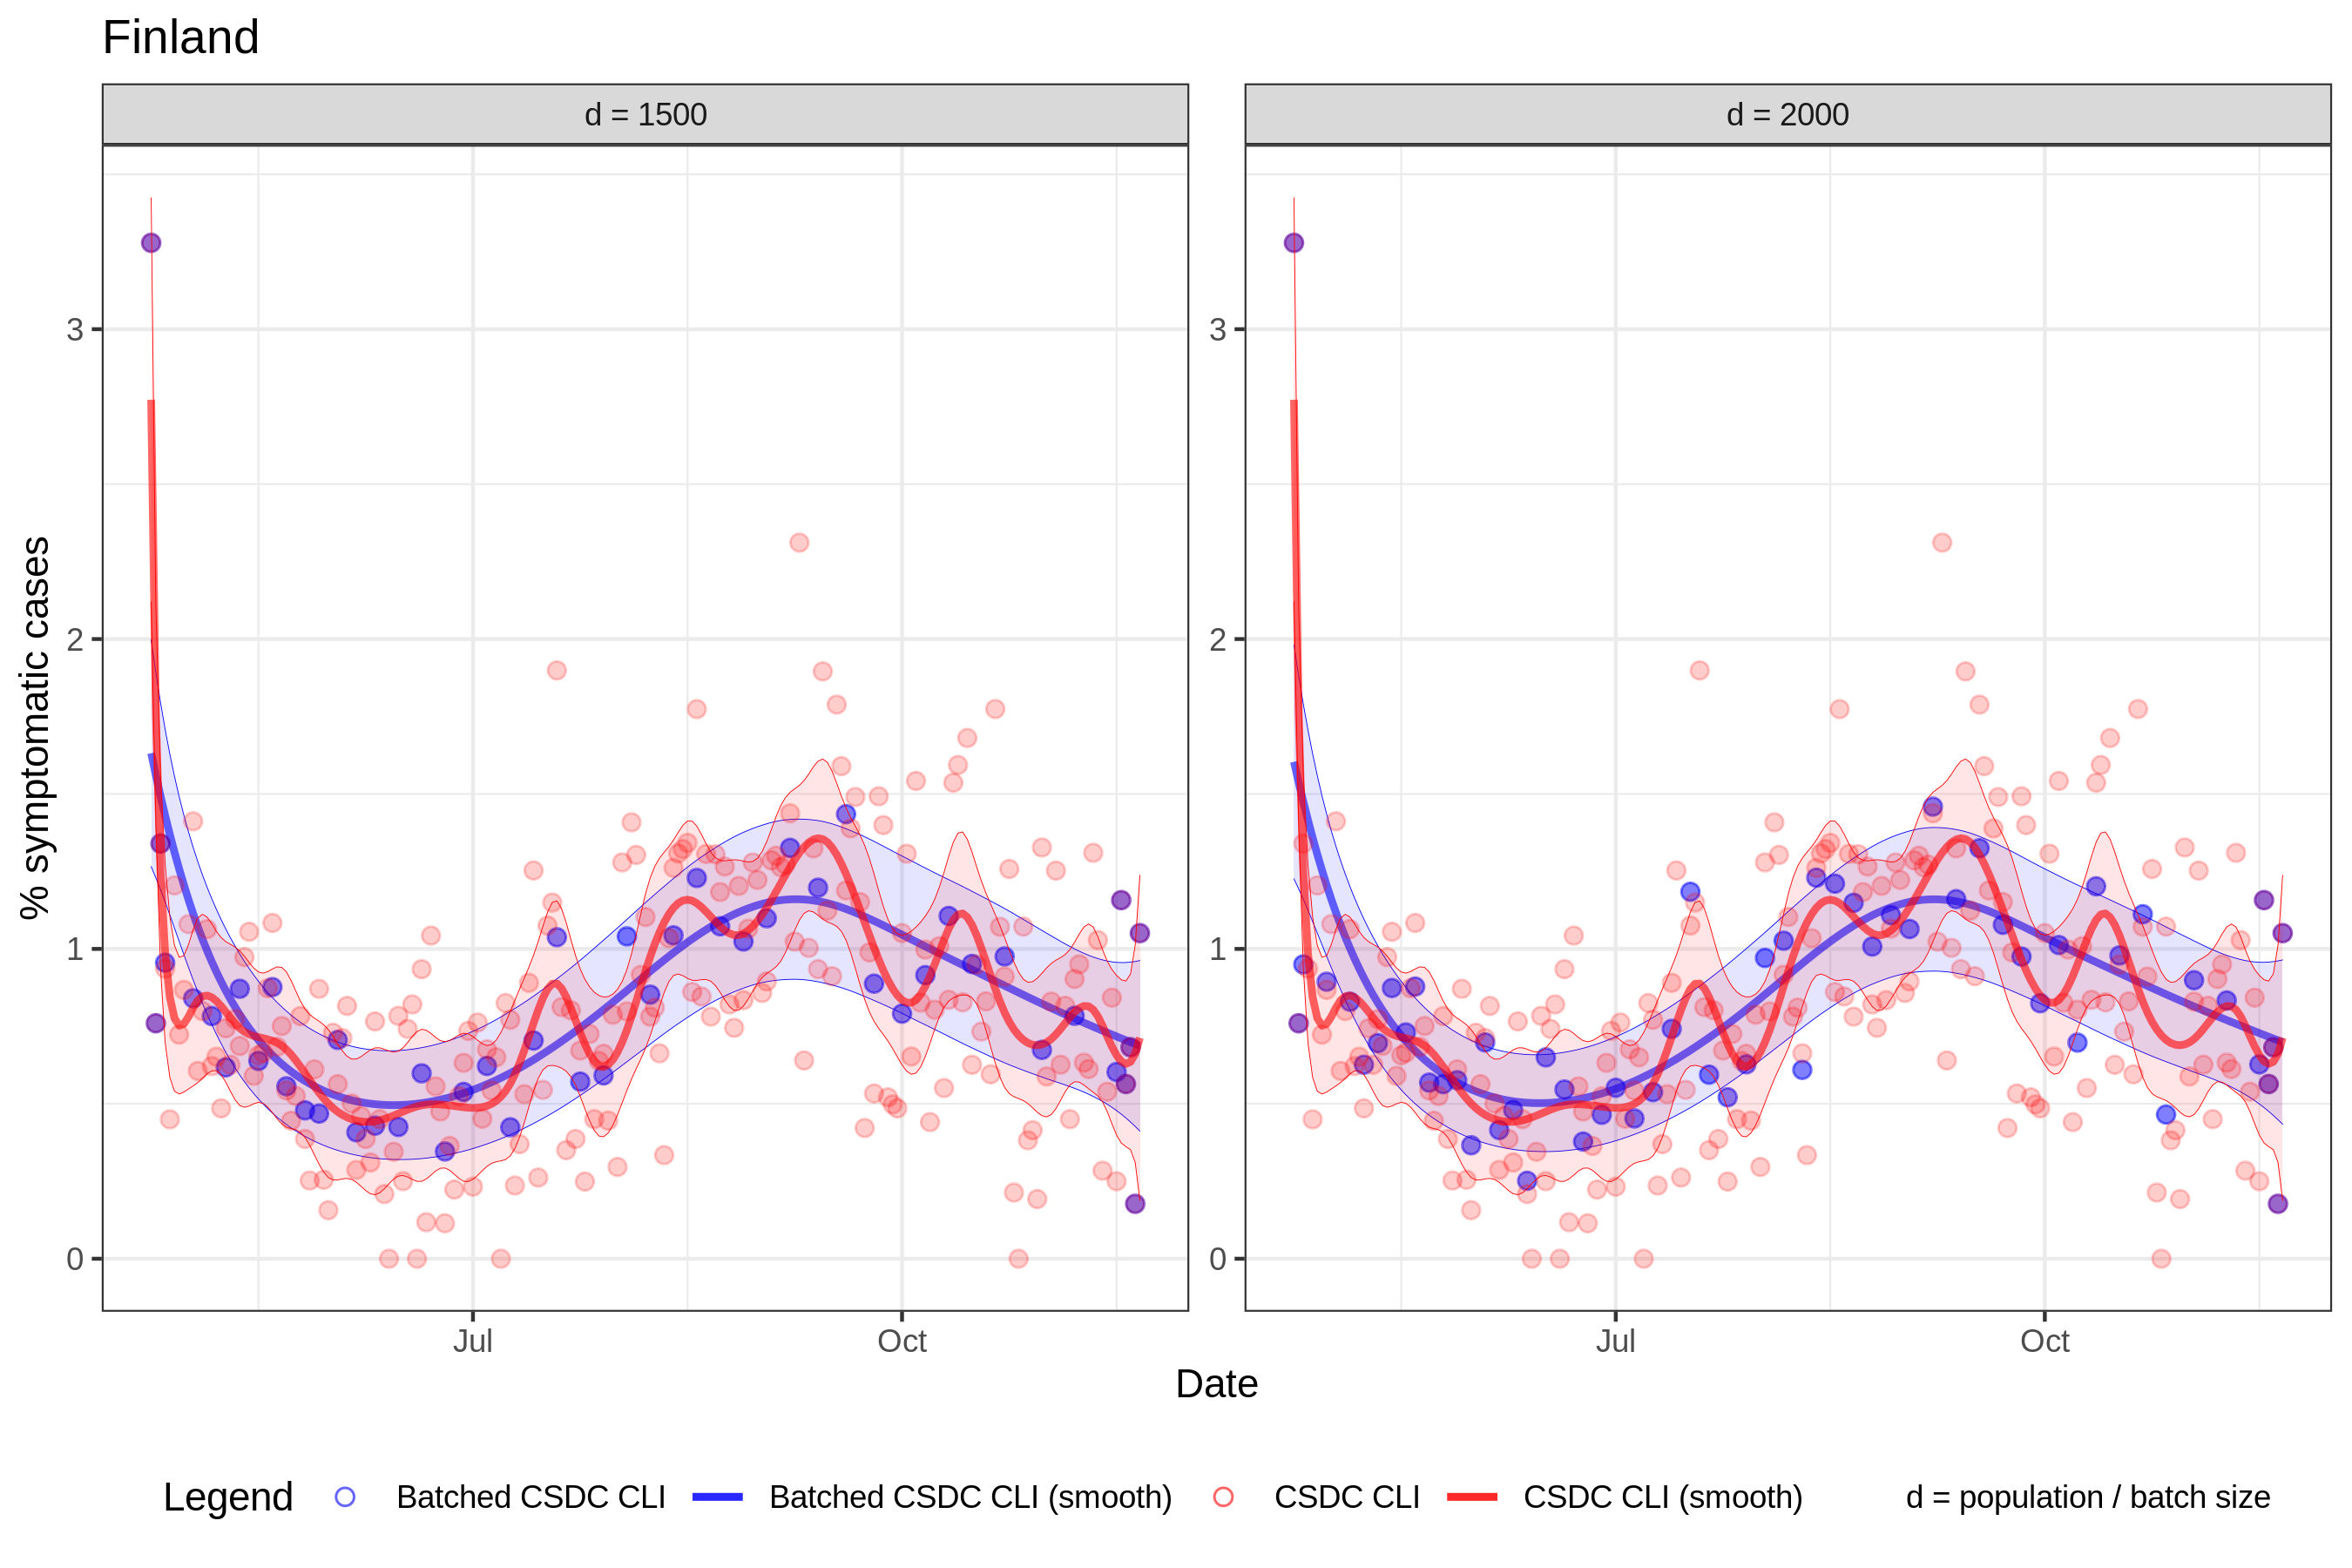 Finland
d = 1500
d = 2000
% symptomatic cases
3
2
1
0
3
2
1
0
Jul
Oct
Jul
Oct
Date
Legend
Batched CSDC CLI
Batched CSDC CLI (smooth)
CSDC CLI
CSDC CLI (smooth)
d = population / batch size